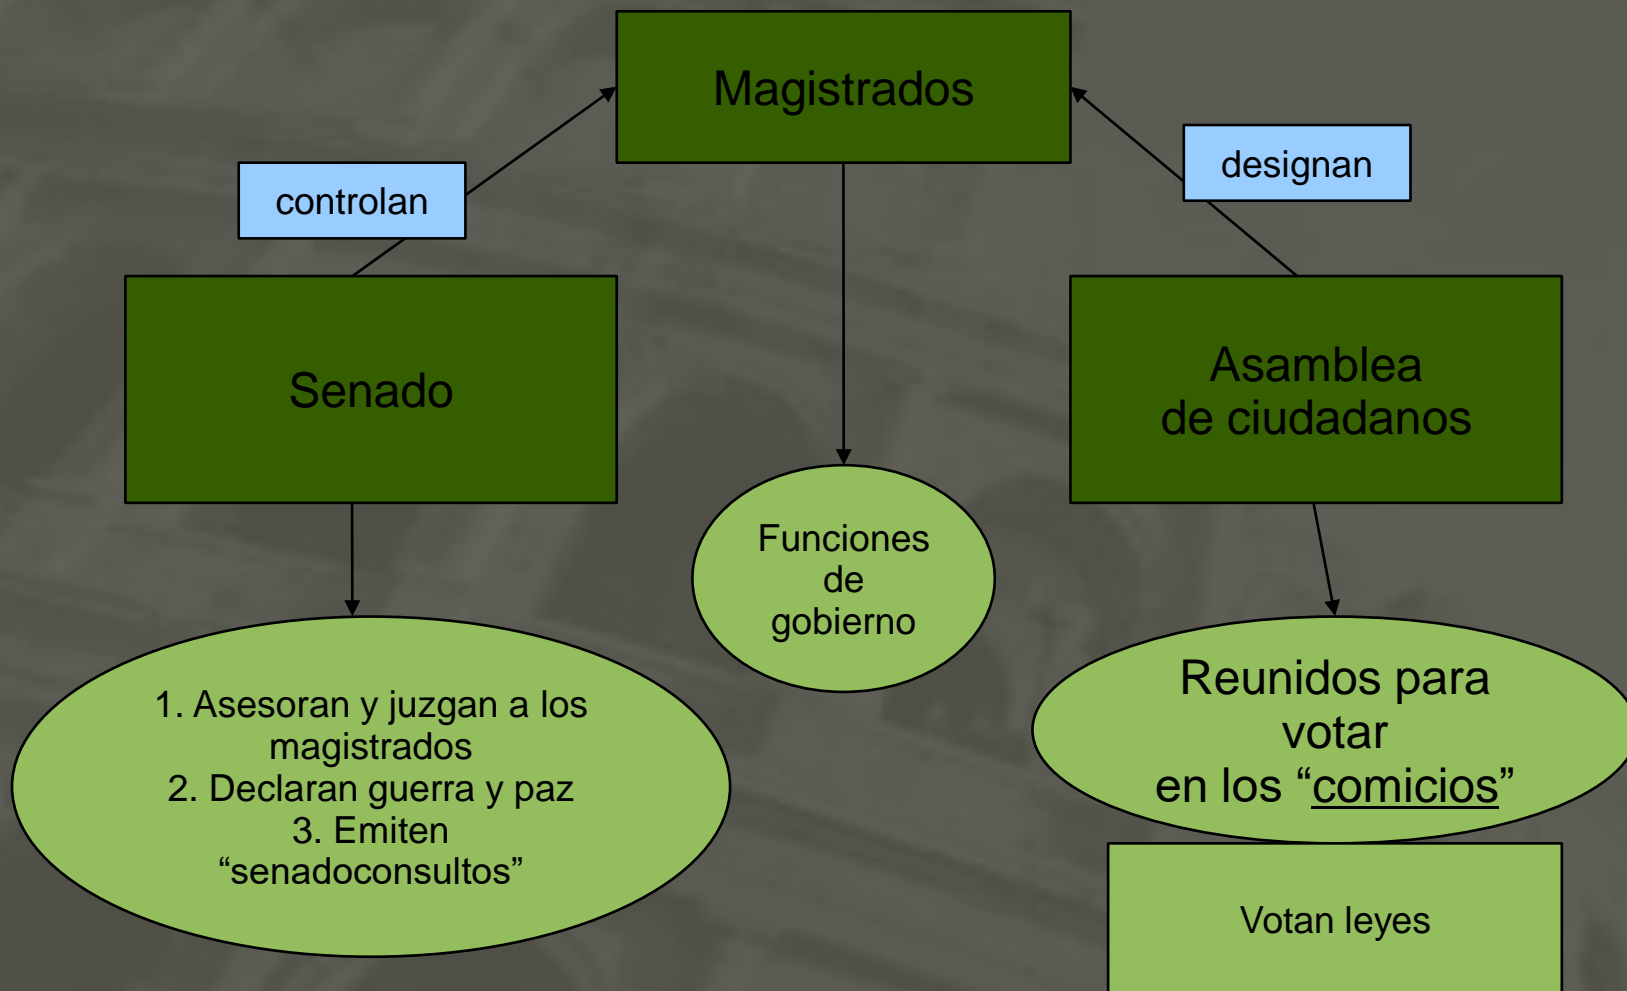 Magistrados
controlan
designan
Senado
Asamblea
de ciudadanos
Funciones
de
gobierno
1. Asesoran y juzgan a los
magistrados
2. Declaran guerra y paz
3. Emiten
“senadoconsultos”
Reunidos para
votar
en los “comicios”
Votan leyes